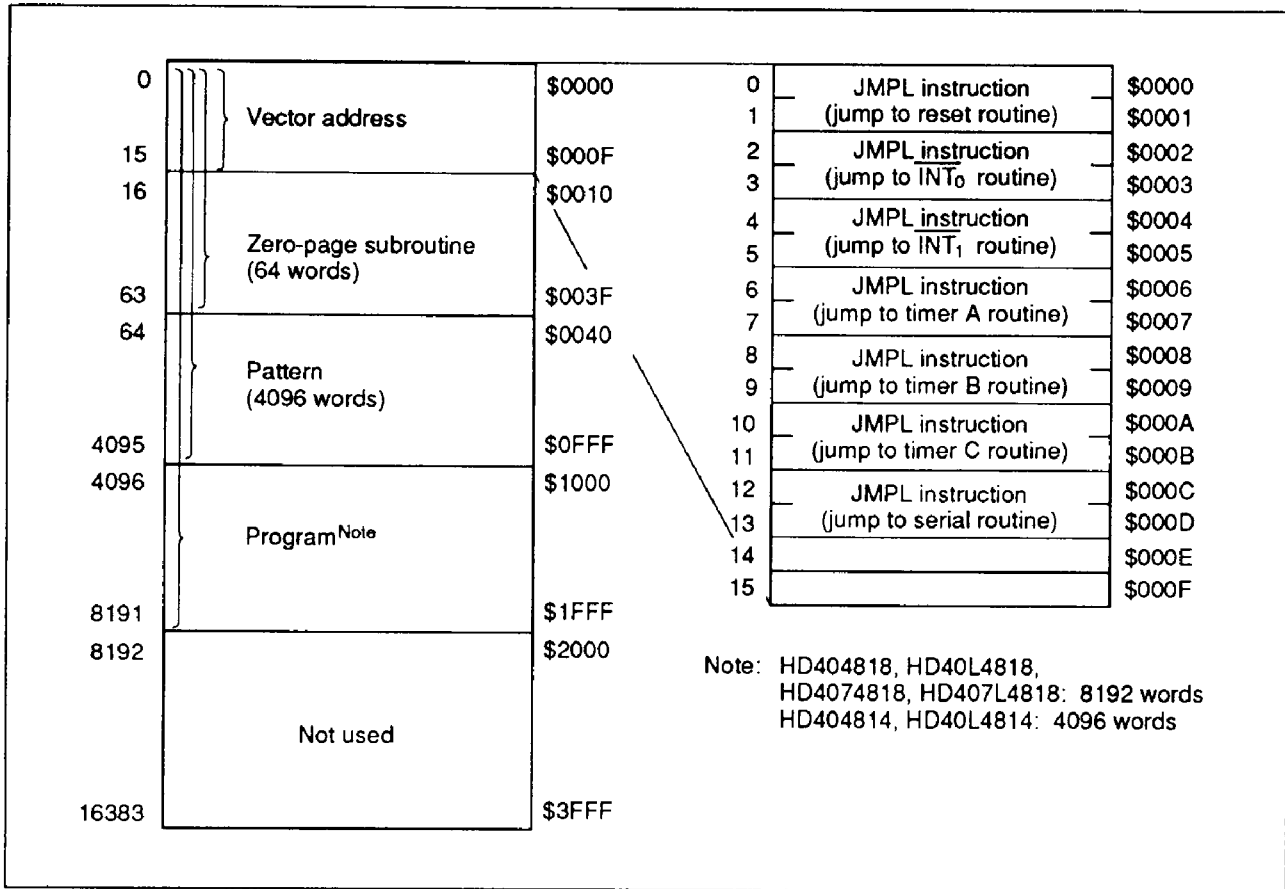 0 $0000
Vector address
15 $000F
16 $0010
Zero-page subroutine
(64 words)
63 $003F
64 $0040
Pattern
(4096 words)
4095 $0FFF
4096 $1000
Program Note
8191 $1FFF
8192 $2000
Not used
16383 $3FFF
0 JMPL instruction $0000
1 (jump to reset routine) $0001
2 JMPL instruction $0002
3 (jump to INT0 routine) $0003
4 JMPL instruction $0004
5 (jump to INT1 routine) $0005
6 JMPL instruction $0006
7 (jump to timer A routine) $0007
8 JMPL instruction $0008
9 (jump to timer B routine) $0009
10 JMPL instruction $000A
11 (jump to timer C routine) $000B
12 JMPL instruction $000C
13 (jump to serial routine) $000D
14 $000E
15 $000F
Note: HD404818, HD40L4818,
HD4074818, HD407L4818: 8192 words
HD404814, HD40L4814: 4096 words